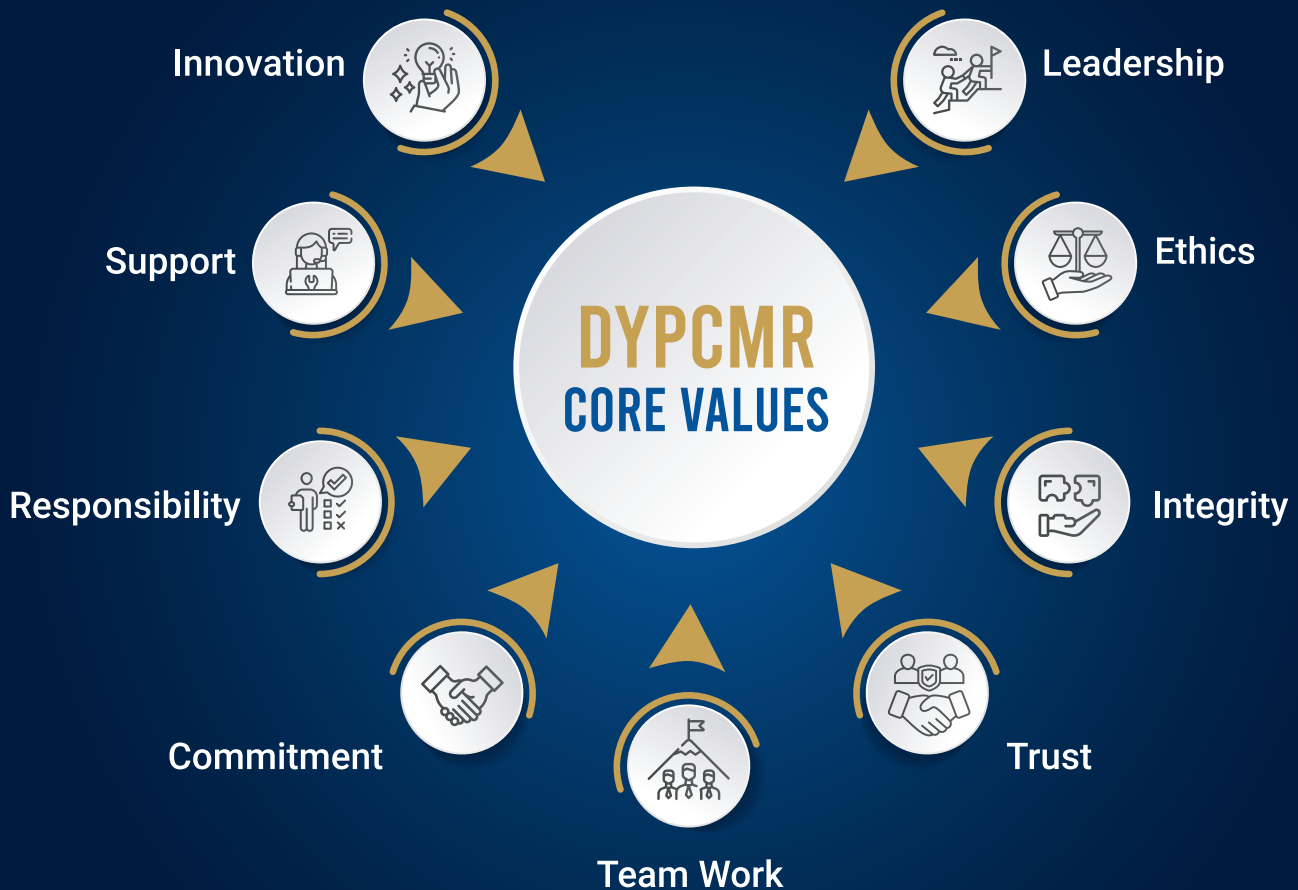 Innovation
Leadership
Support
Ethics
DYPCMR
CORE VALUES
Responsibility
Integrity
Commitment
Trust
Team Work